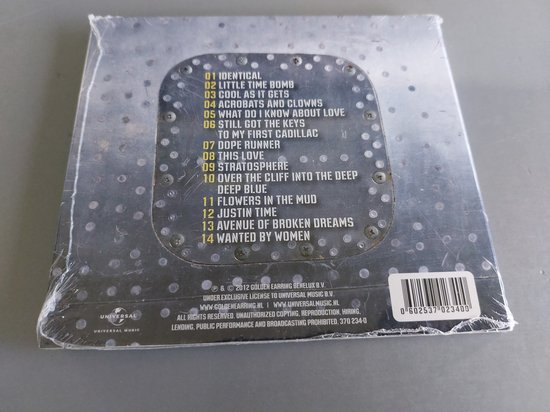 01 IDENTICAL
02 LITTLE TIME BOMB
03 COOL AS IT GETS
04 ACROBATS AND CLOWNS
05 WHAT DO I KNOW ABOUT LOVE
06 STILL GOT THE KEYS
TO MY FIRST CADILLAC
07 DOPE RUNNER
08 THIS LOVE
09 STRATOSPHERE
10 OVER THE CLIFF INTO THE DEEP
DEEP BLUE
11 FLOWERS IN THE MUD
12 JUSTIN TIME
13 AVENUE OF BROKEN DREAMS
14 WANTED BY WOMEN
℗ & © 2012 GOLDEN EARRING BENELUX B.V.
UNDER EXCLUSIVE LICENSE TO UNIVERSAL MUSIC B.V.
WWW.GOLDENEARRING.NL | WWW.UNIVERSALMUSIC.NL
ALL RIGHTS RESERVED. UNAUTHORIZED COPYING, REPRODUCTION, HIRING,
LENDING, PUBLIC PERFORMANCE AND BROADCASTING PROHIBITED. 370 234-0
UNIVERSAL
UNIVERSAL MUSIC
0 602537 023400